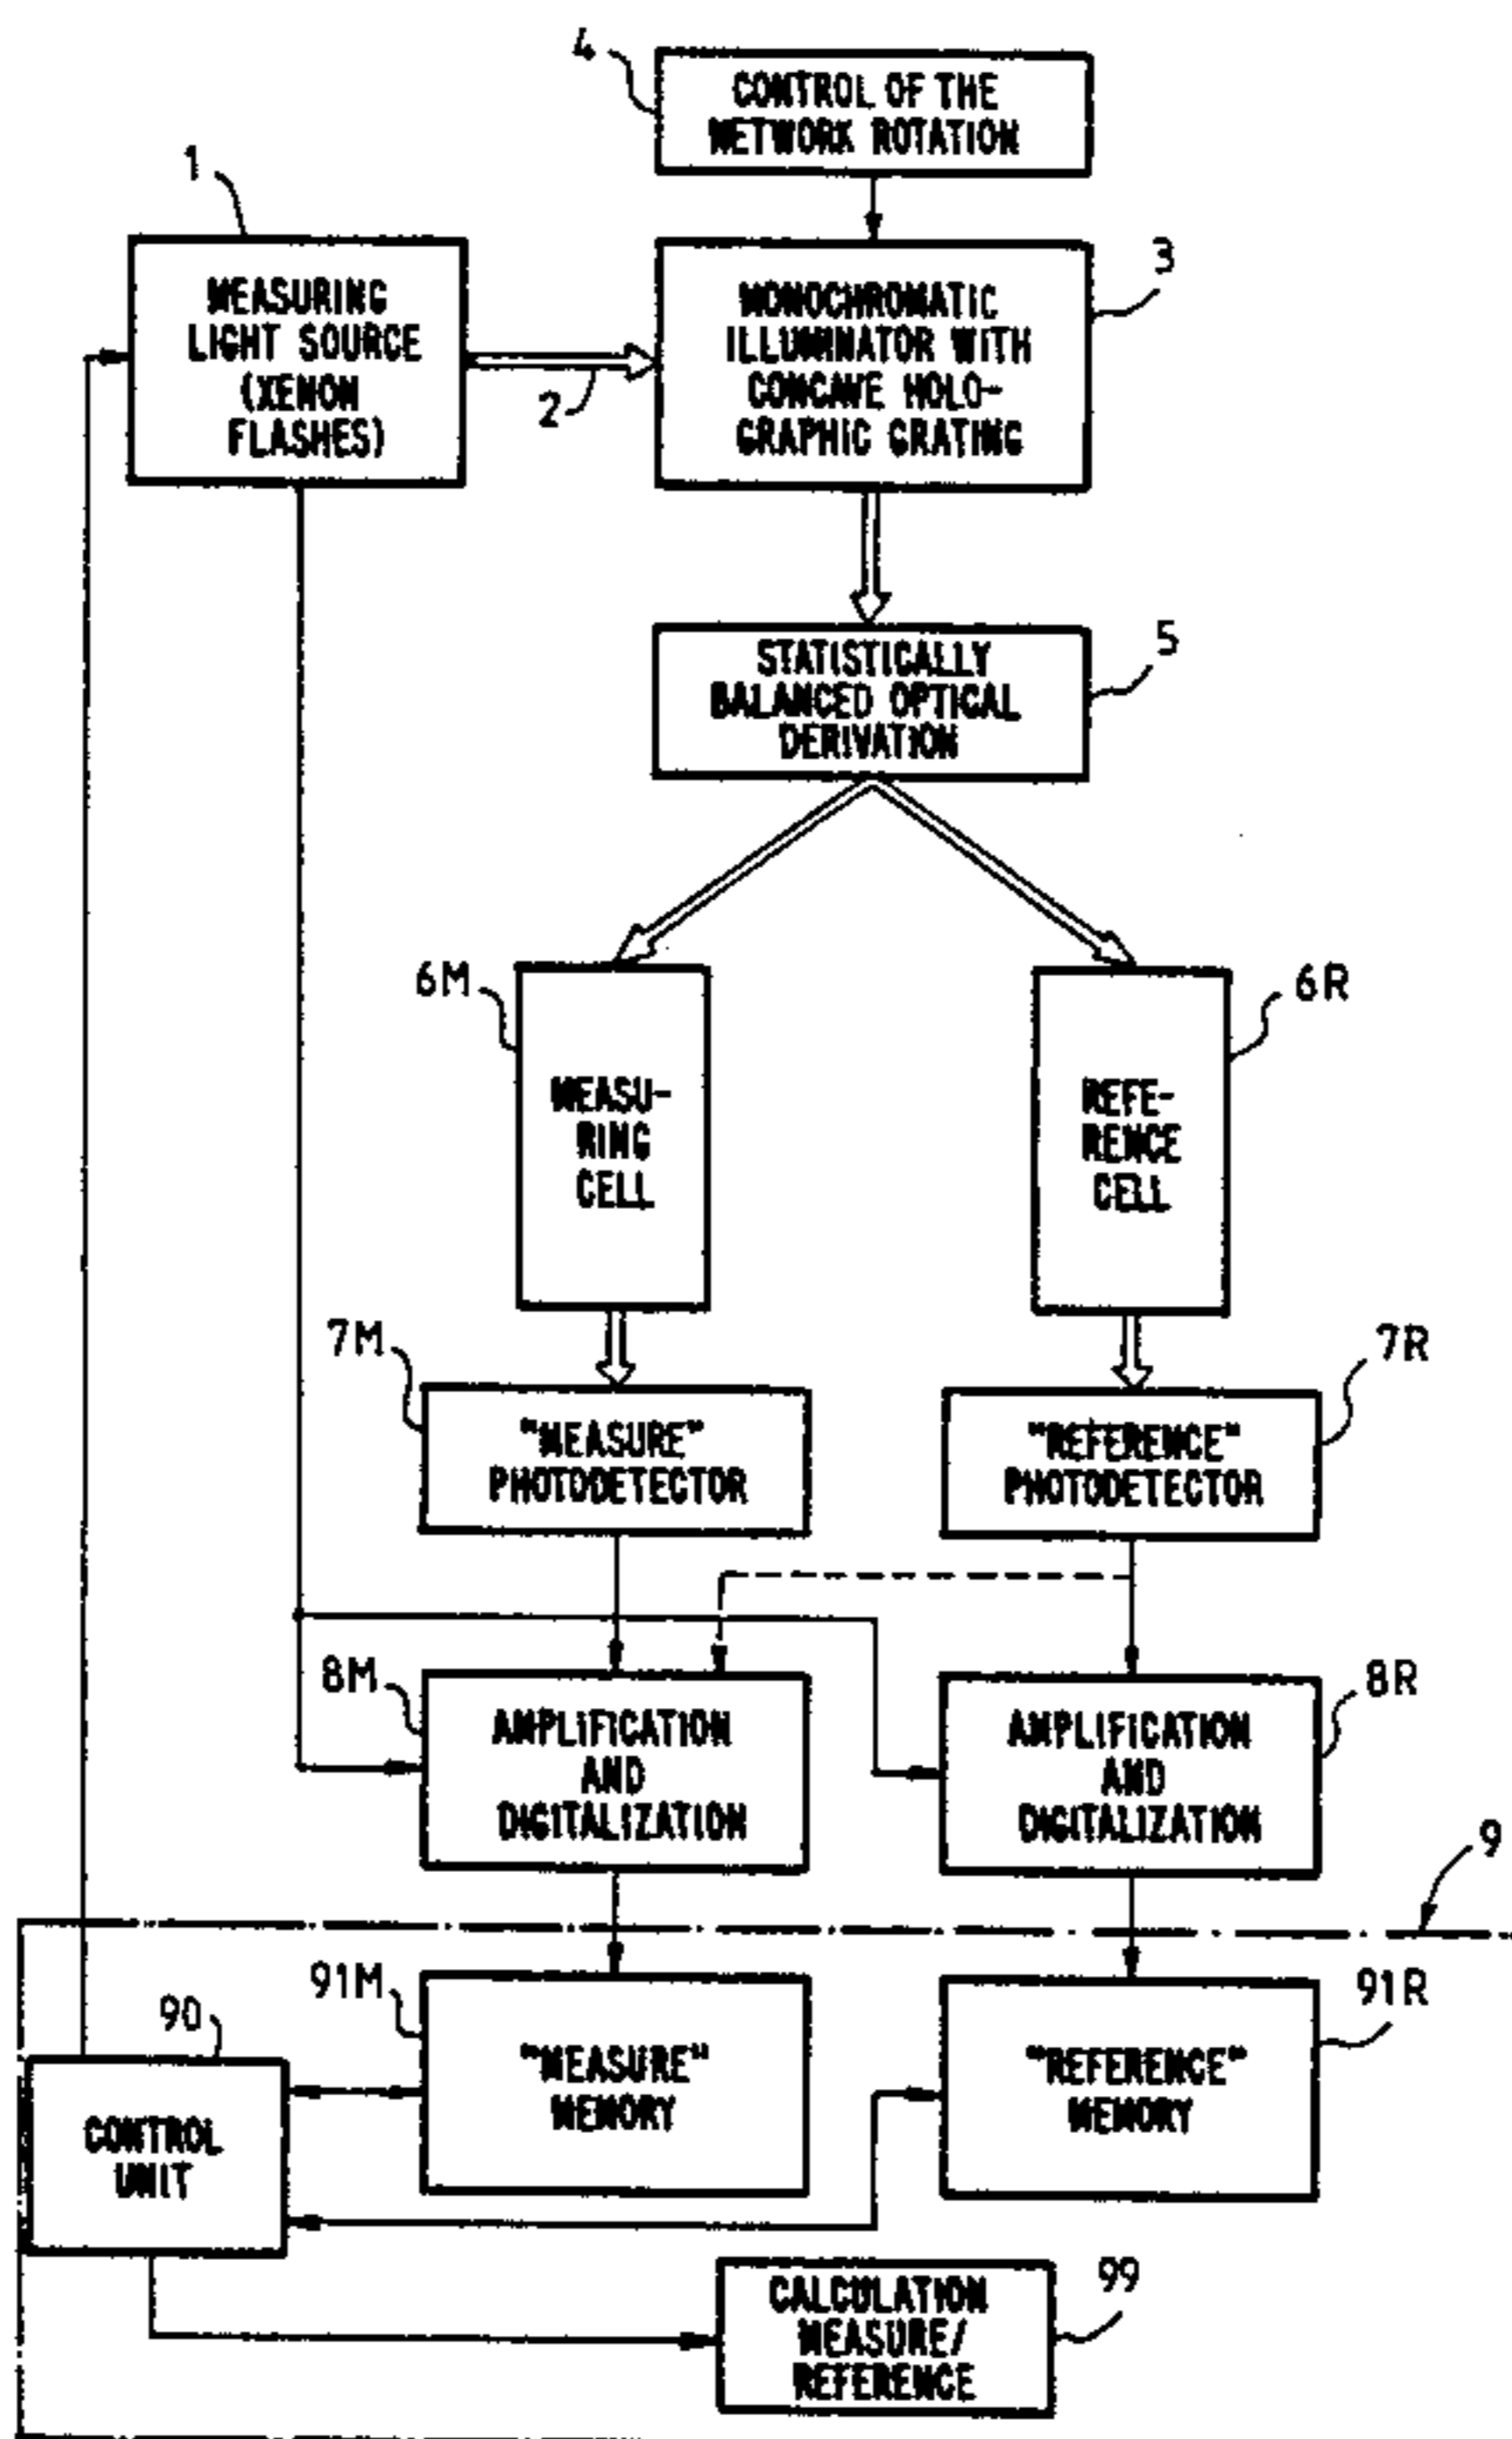 4
CONTROL OF THE
NETWORK ROTATION
1
MEASURING
LIGHT SOURCE
(XENON
FLASHES)
2
3
MONOCHROMATIC
ILLUMINATOR WITH
CONCAVE HOLO-
GRAPHIC GRATING
5
STATISTICALLY
BALANCED OPTICAL
DERIVATION
6M
MEASU-
RING
CELL
6R
REFE-
RENCE
CELL
7M
"MEASURE"
PHOTODETECTOR
7R
"REFERENCE"
PHOTODETECTOR
8M
AMPLIFICATION
AND
DIGITALIZATION
8R
AMPLIFICATION
AND
DIGITALIZATION
9
90
CONTROL
UNIT
91M
"MEASURE"
MEMORY
91R
"REFERENCE"
MEMORY
99
CALCULATION
MEASURE/
REFERENCE